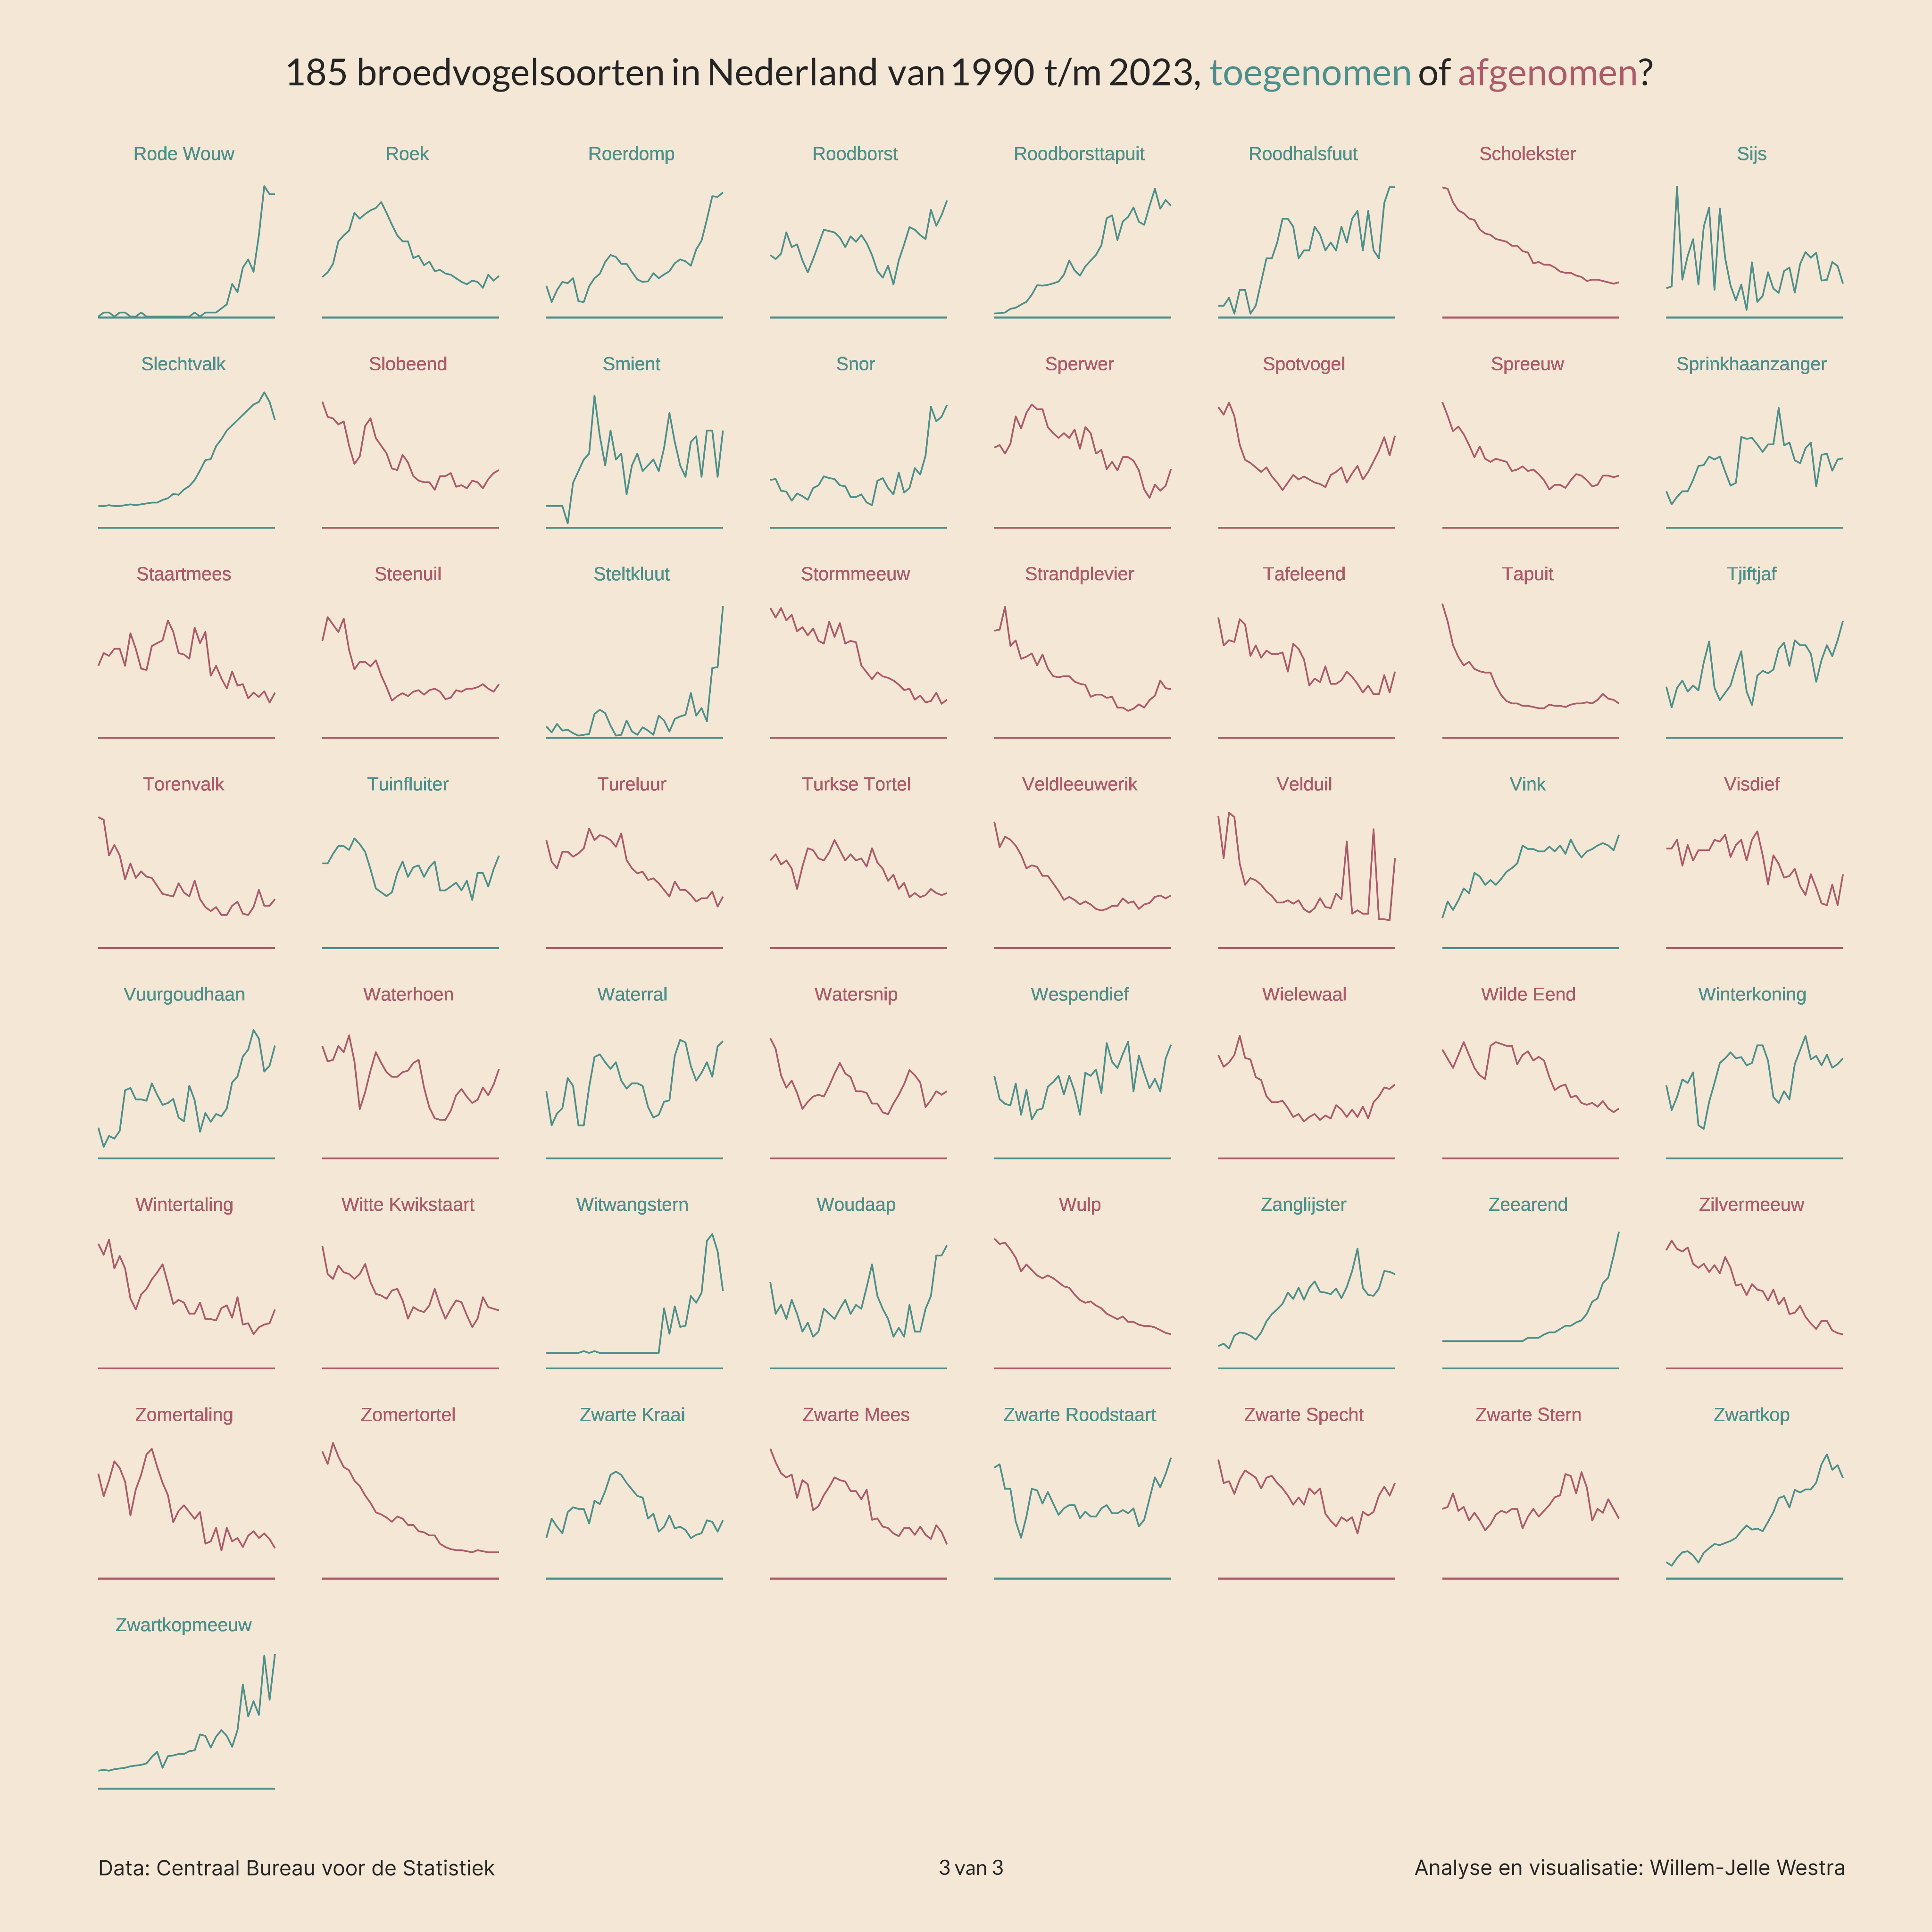 185 broedvogelsoorten in Nederland van 1990 t/m 2023, toegenomen of afgenomen?
Rode Wouw Roek Roerdomp Roodborst Roodborsttapuit Roodhalsfuut Scholekster Sijs
Slechtvalk Slobeend Smient Snor Sperwer Spotvogel Spreeuw Sprinkhaanzanger
Staartmees Steenuil Steltkluut Stormmeeuw Strandplevier Tafeleend Tapuit Tjiftjaf
Torenvalk Tuinfluiter Tureluur Turkse Tortel Veldleeuwerik Velduil Vink Visdief
Vuurgoudhaan Waterhoen Waterral Watersnip Wespendief Wielewaal Wilde Eend Winterkoning
Wintertaling Witte Kwikstaart Witwangstern Woudaap Wulp Zanglijster Zeearend Zilvermeeuw
Zomertaling Zomertortel Zwarte Kraai Zwarte Mees Zwarte Roodstaart Zwarte Specht Zwarte Stern Zwartkop
Zwartkopmeeuw
Data: Centraal Bureau voor de Statistiek 3 van 3 Analyse en visualisatie: Willem-Jelle Westra